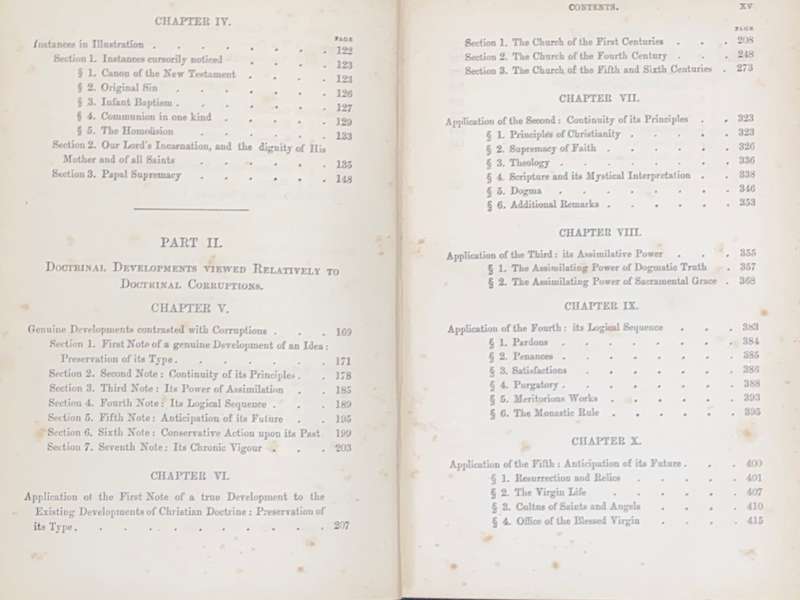 CHAPTER IV.
PAGE
Instances in Illustration . . . . . . . . 122
Section 1. Instances cursorily noticed . . . . 123
§ 1. Canon of the New Testament . . . . 124
§ 2. Original Sin . . . . . . 126
§ 3. Infant Baptism . . . . . . 127
§ 4. Communion in one kind . . . . . 129
§ 5. The Homoüsion . . . . . 133
Section 2. Our Lord's Incarnation, and the dignity of His
Mother and of all Saints . . . . . 135
Section 3. Papal Supremacy . . . . . . 148
PART II.
DOCTRINAL DEVELOPMENTS VIEWED RELATIVELY TO
DOCTRINAL CORRUPTIONS.
CHAPTER V.
Genuine Developments contrasted with Corruptions . . . 169
Section 1. First Note of a genuine Development of an Idea:
Preservation of its Type . . . . . . . 171
Section 2. Second Note: Continuity of its Principles . . 178
Section 3. Third Note: Its Power of Assimilation . . 185
Section 4. Fourth Note: Its Logical Sequence . . . 189
Section 5. Fifth Note: Anticipation of its Future . . 195
Section 6. Sixth Note: Conservative Action upon its Past 199
Section 7. Seventh Note: Its Chronic Vigour . . . 203
CHAPTER VI.
Application of the First Note of a true Development to the
Existing Developments of Christian Doctrine: Preservation of
its Type . . . . . . . . . . 207
CONTENTS. XV
PAGE
Section 1. The Church of the First Centuries . . . 208
Section 2. The Church of the Fourth Century . . . 248
Section 3. The Church of the Fifth and Sixth Centuries . 273
CHAPTER VII.
Application of the Second: Continuity of its Principles . . 323
§ 1. Principles of Christianity . . . . . 323
§ 2. Supremacy of Faith . . . . . . 326
§ 3. Theology . . . . . . . . 336
§ 4. Scripture and its Mystical Interpretation . . 338
§ 5. Dogma . . . . . . . 346
§ 6. Additional Remarks . . . . . . 353
CHAPTER VIII.
Application of the Third: its Assimilative Power . . . 355
§ 1. The Assimilating Power of Dogmatic Truth . 357
§ 2. The Assimilating Power of Sacramental Grace . 368
CHAPTER IX.
Application of the Fourth: its Logical Sequence . . . 383
§ 1. Pardons . . . . . . . . 384
§ 2. Penances . . . . . . . . 385
§ 3. Satisfactions . . . . . . 386
§ 4. Purgatory . . . . . . . . 388
§ 5. Meritorious Works . . . . . . 393
§ 6. The Monastic Rule . . . . . . 395
CHAPTER X.
Application of the Fifth: Anticipation of its Future . . . 400
§ 1. Resurrection and Relics . . . . . 401
§ 2. The Virgin Life . . . . . 407
§ 3. Cultus of Saints and Angels . . . . 410
§ 4. Office of the Blessed Virgin . . . . 415